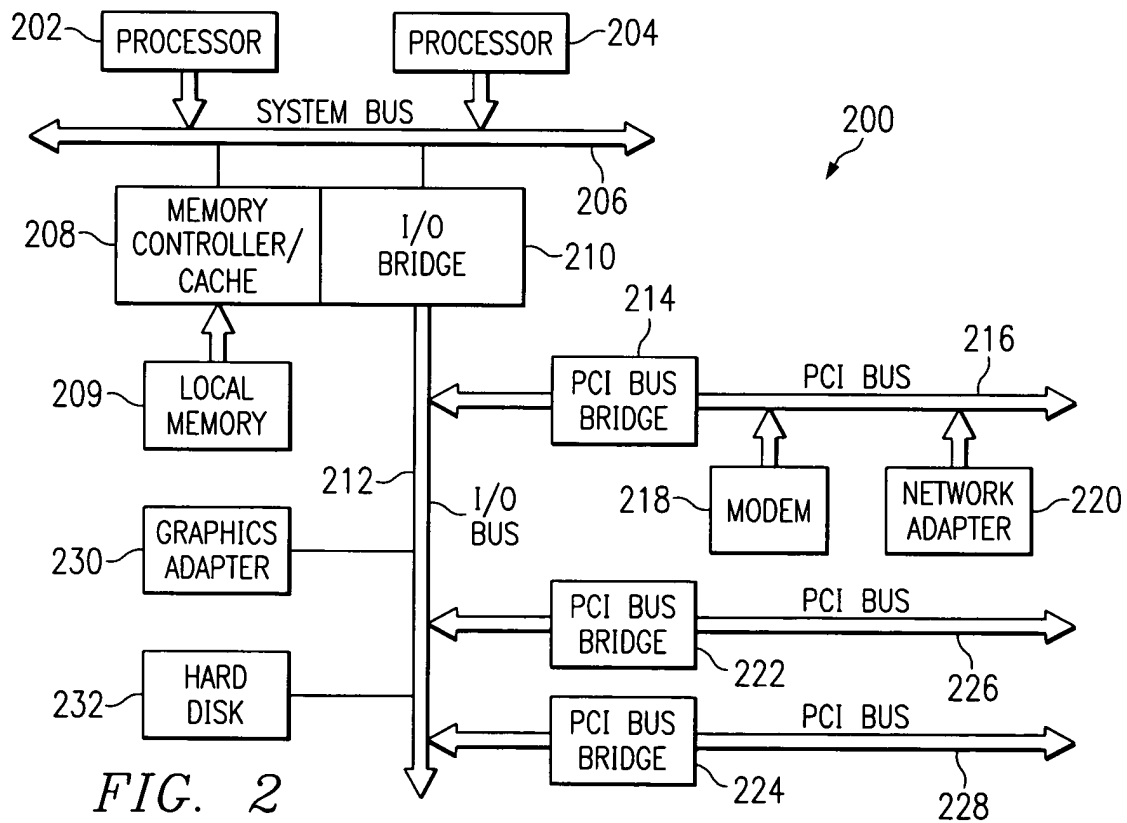 202
PROCESSOR
PROCESSOR
204
SYSTEM BUS
200
206
208
MEMORY
CONTROLLER/
CACHE
I/O
BRIDGE
210
214
216
209
LOCAL
MEMORY
PCI BUS
BRIDGE
PCI BUS
212
I/O
BUS
218
MODEM
NETWORK
ADAPTER
220
230
GRAPHICS
ADAPTER
PCI BUS
BRIDGE
PCI BUS
222
226
232
HARD
DISK
PCI BUS
BRIDGE
PCI BUS
224
228
FIG. 2